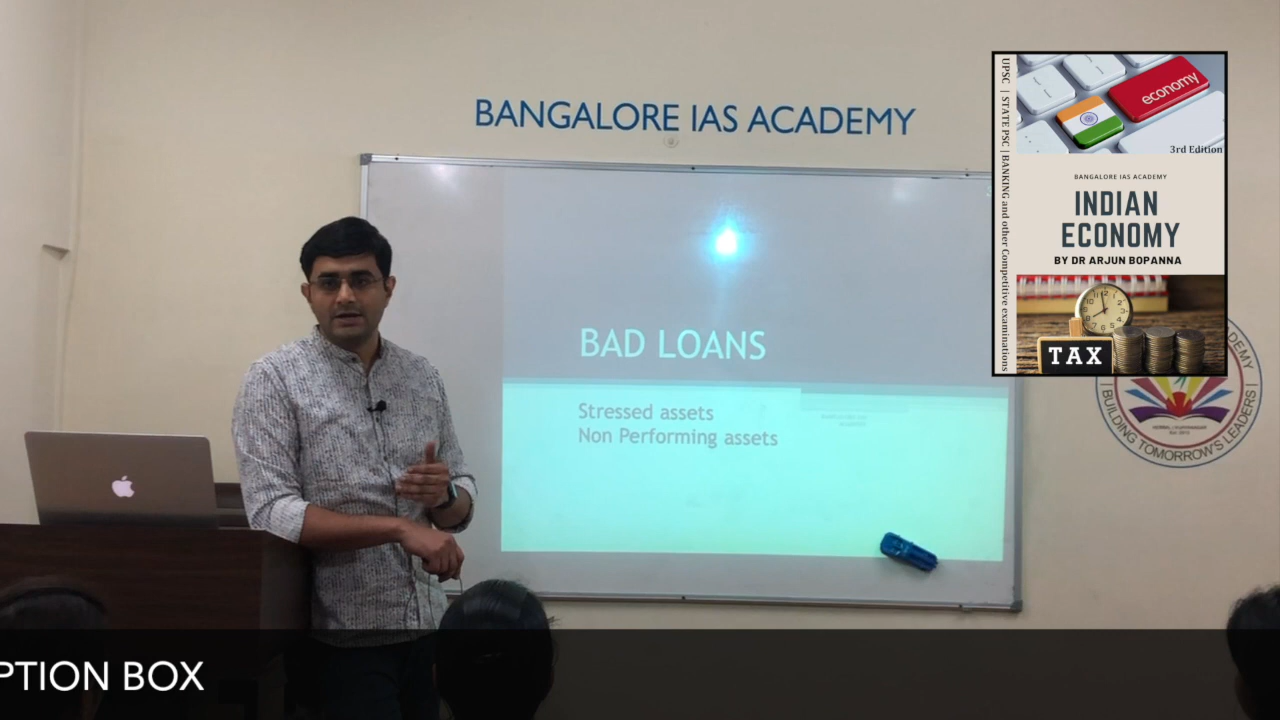 BANGALORE IAS ACADEMY
BAD LOANS
Stressed assets
Non Performing assets
UPSC | STATE PSC | BANKING and other Competitive examinations
economy
3rd Edition
BANGALORE IAS ACADEMY
INDIAN
ECONOMY
BY DR ARJUN BOPANNA
TAX
| BUILDING TOMORROW'S LEADERS |
PTION BOX